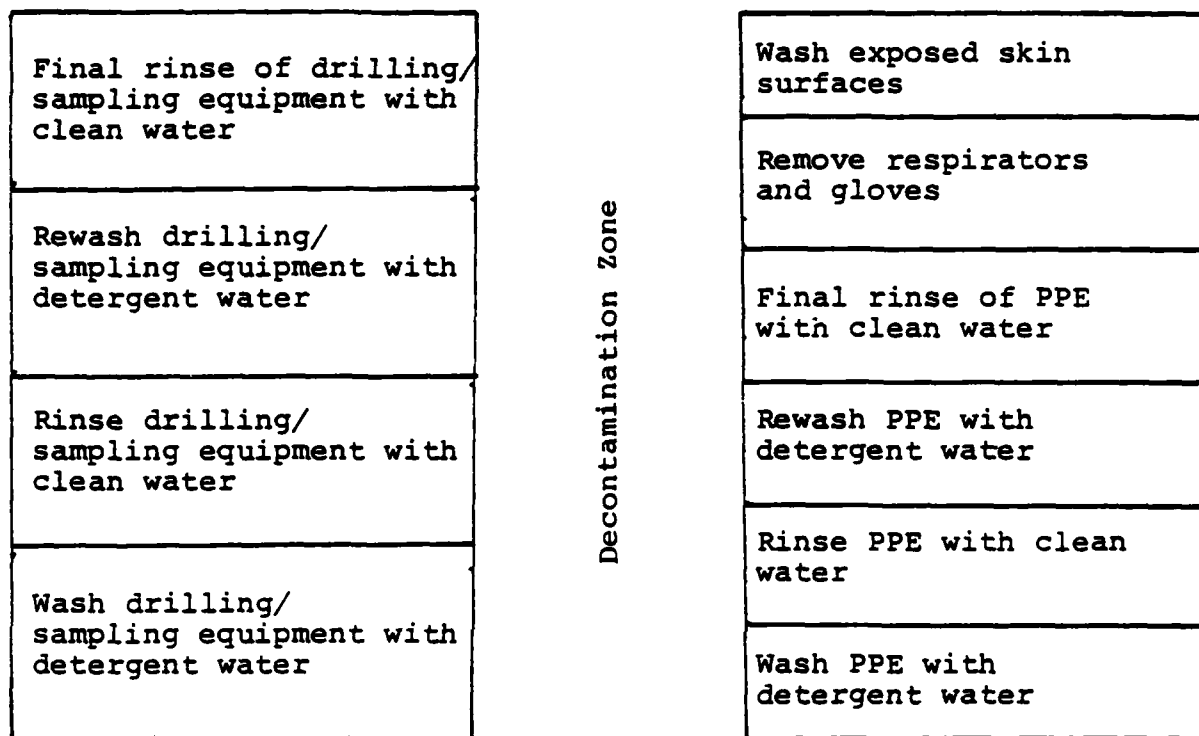 Final rinse of drilling/
sampling equipment with
clean water
Rewash drilling/
sampling equipment with
detergent water
Rinse drilling/
sampling equipment with
clean water
Wash drilling/
sampling equipment with
detergent water
Decontamination Zone
Wash exposed skin
surfaces
Remove respirators
and gloves
Final rinse of PPE
with clean water
Rewash PPE with
detergent water
Rinse PPE with clean
water
Wash PPE with
detergent water